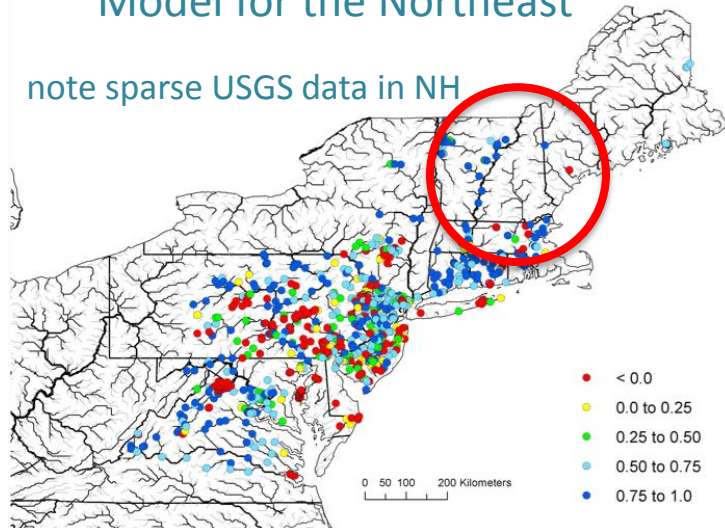 Model for the Northeast
note sparse USGS data in NH
< 0.0
0.0 to 0.25
0.25 to 0.50
0.50 to 0.75
0.75 to 1.0
0 50 100 200 Kilometers